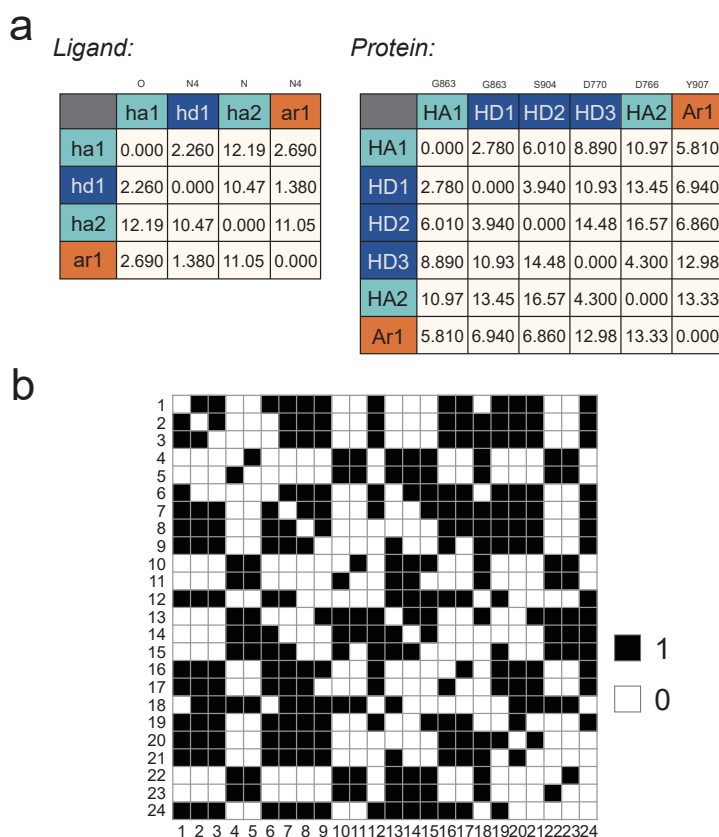 a
Ligand:
O N4 N N4
ha1 hd1 ha2 ar1
ha1 0.000 2.260 12.19 2.690
hd1 2.260 0.000 10.47 1.380
ha2 12.19 10.47 0.000 11.05
ar1 2.690 1.380 11.05 0.000
Protein:
G863 G863 S904 D770 D766 Y907
HA1 HD1 HD2 HD3 HA2 Ar1
HA1 0.000 2.780 6.010 8.890 10.97 5.810
HD1 2.780 0.000 3.940 10.93 13.45 6.940
HD2 6.010 3.940 0.000 14.48 16.57 6.860
HD3 8.890 10.93 14.48 0.000 4.300 12.98
HA2 10.97 13.45 16.57 4.300 0.000 13.33
Ar1 5.810 6.940 6.860 12.98 13.33 0.000
b
1
2
3
4
5
6
7
8
9
10
11
12
13
14
15
16
17
18
19
20
21
22
23
24
1 2 3 4 5 6 7 8 9 10 11 12 13 14 15 16 17 18 19 20 21 22 23 24
1
0